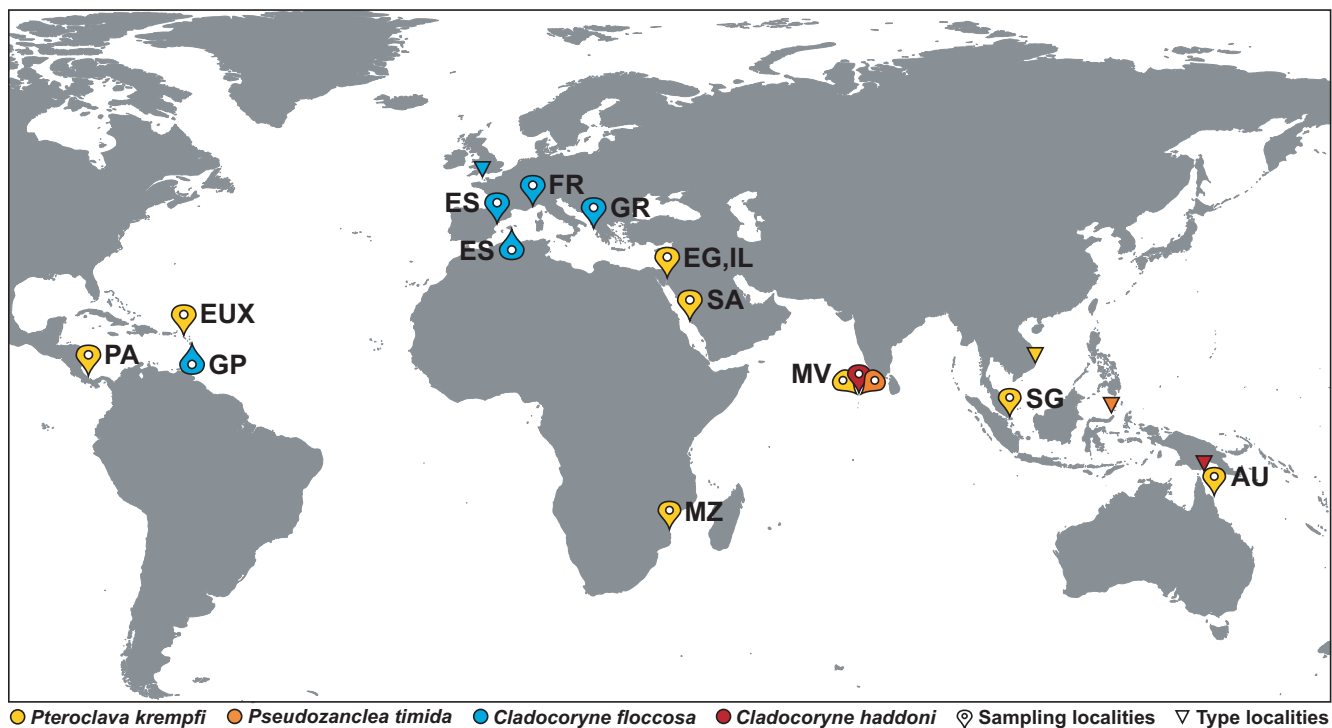 FR
ES
GR
ES
EG,IL
SA
EUX
PA
GP
MV
SG
AU
MZ
Pteroclava krempfi Pseudozanclea timida Cladocoryne floccosa Cladocoryne haddoni Sampling localities Type localities